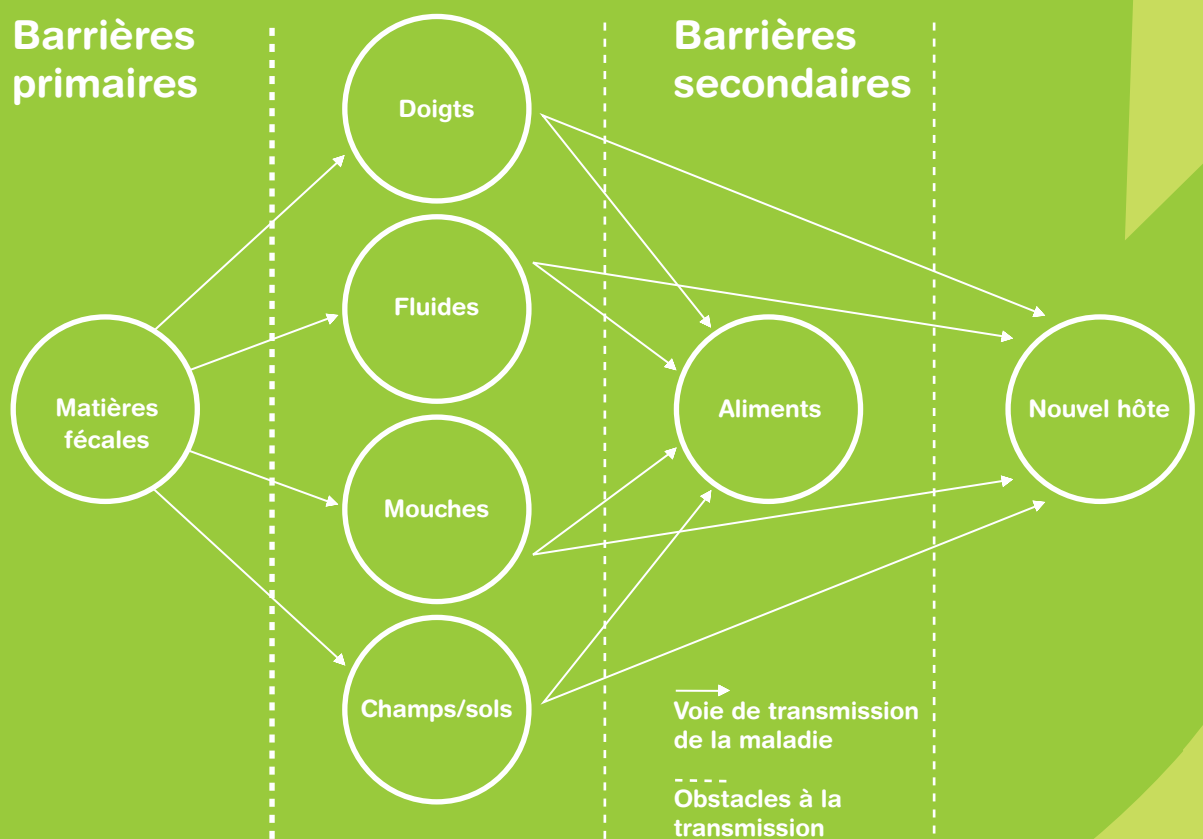 Barrières
primaires
Barrières
secondaires
Doigts
Fluides
Matières
fécales
Aliments
Nouvel hôte
Mouches
Champs/sols
Voie de transmission
de la maladie
Obstacles à la
transmission